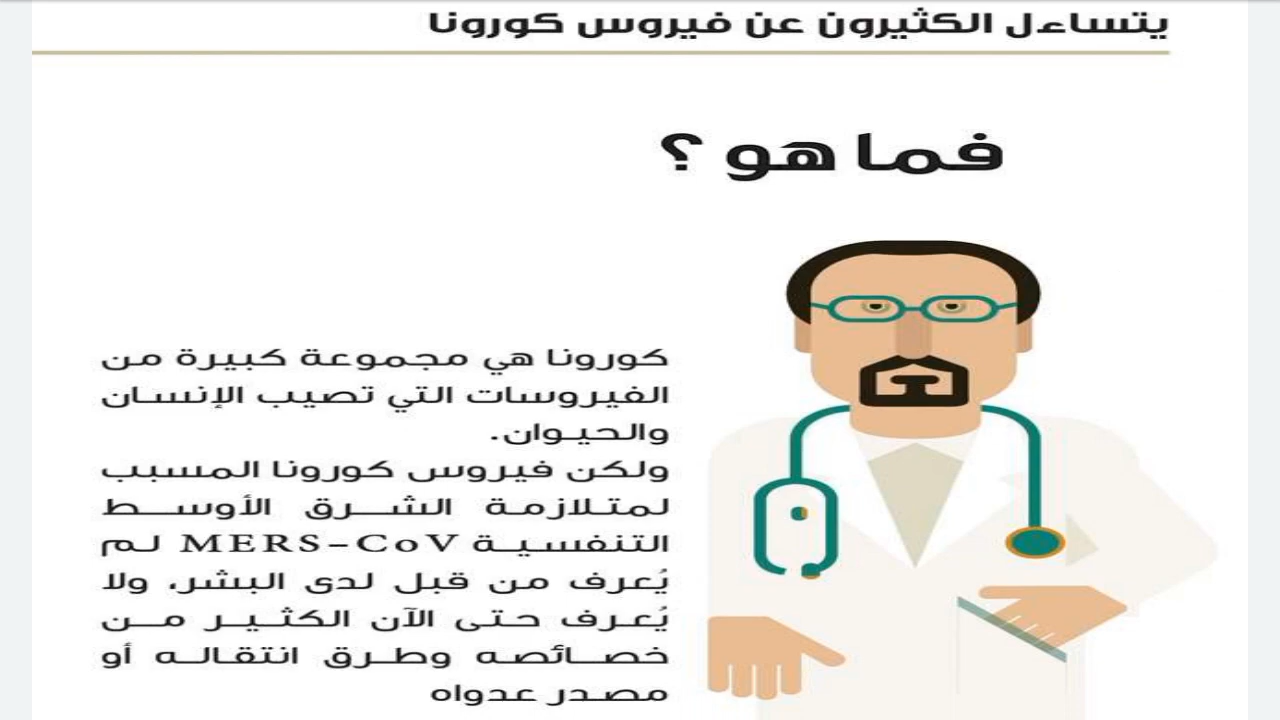 يتساءل الكثيرون عن فيروس كورونا
فما هو ؟
كورونا هي مجموعة كبيرة من
الفيروسات التي تصيب الإنسان
والحيوان.
ولكن فيروس كورونا المسبب
لمتلازمة الشرق الأوسط
التنفسية MERS-CoV لم
يُعرف من قبل لدى البشر، ولا
يُعرف حتى الآن الكثير من
خصائصه وطرق انتقاله أو
مصدر عدواه